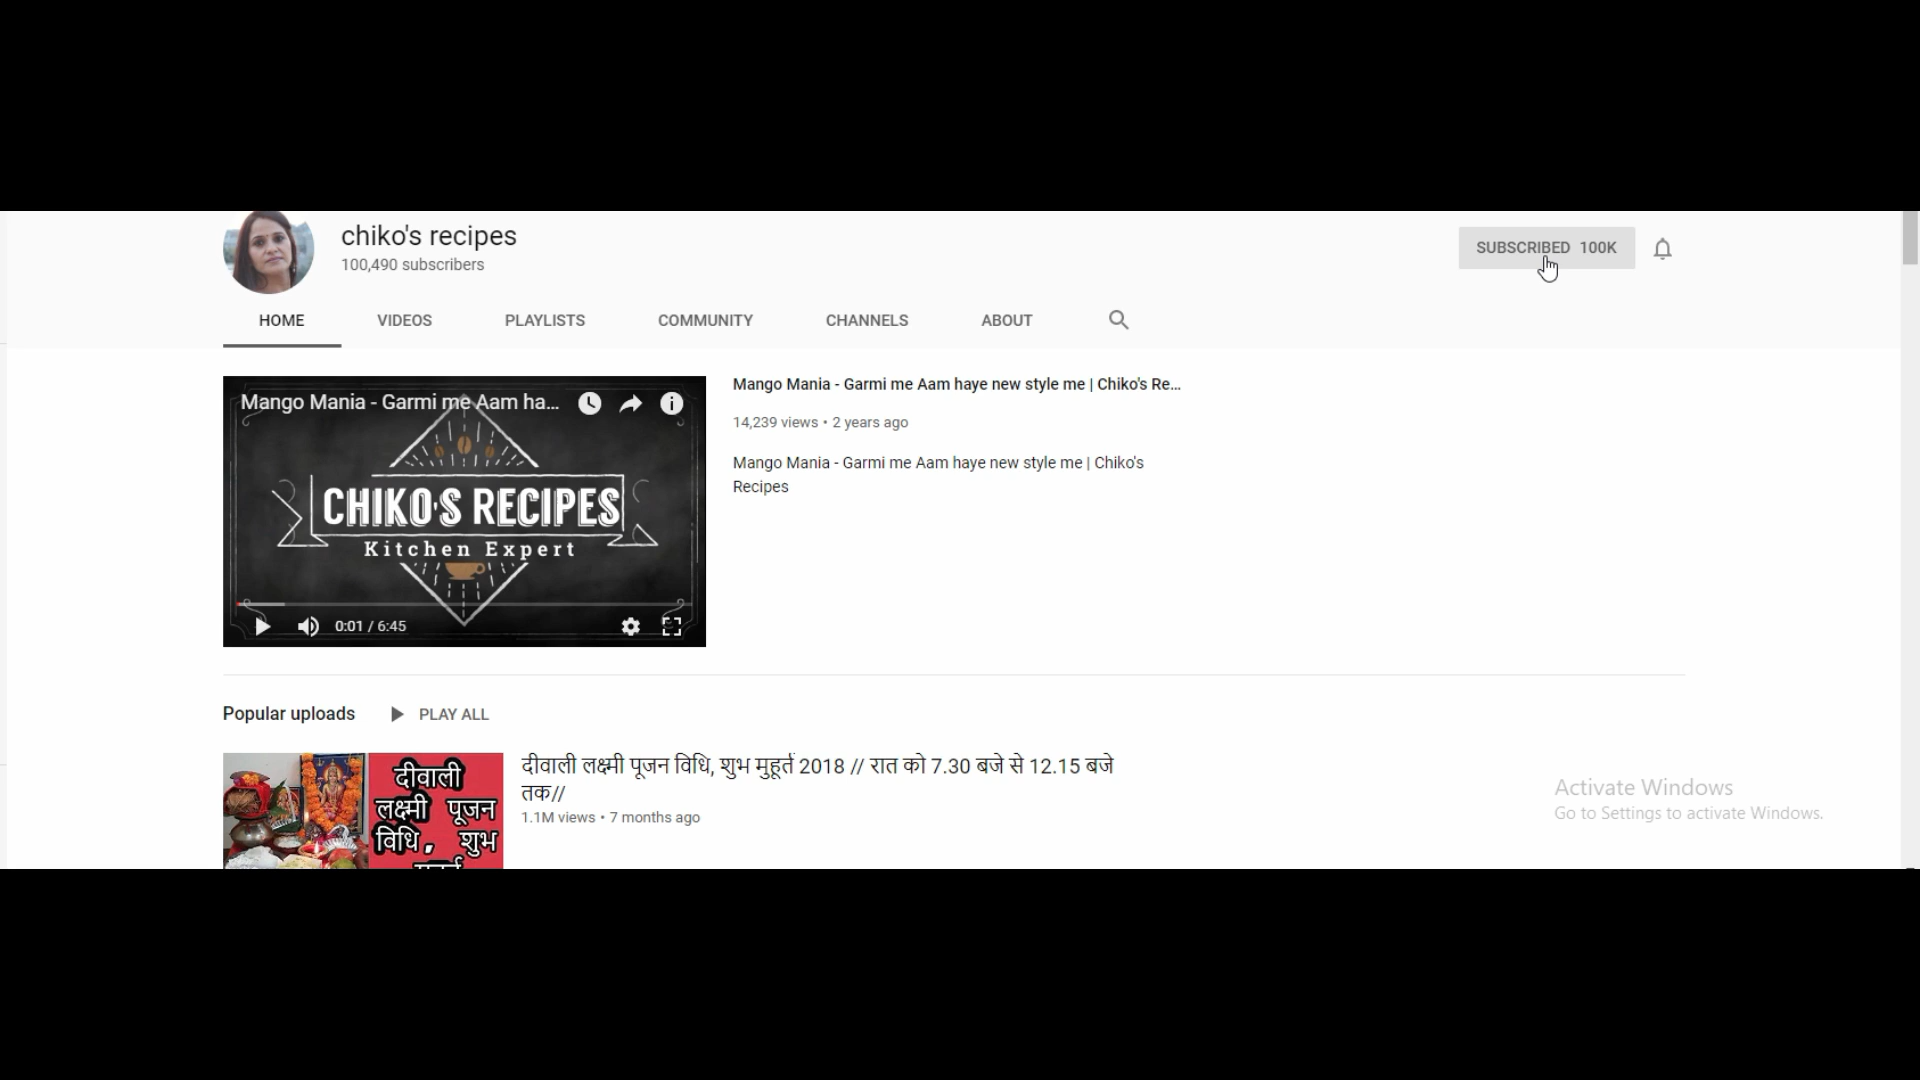 chiko's recipes
100,490 subscribers
SUBSCRIBED 100K
HOME VIDEOS PLAYLISTS COMMUNITY CHANNELS ABOUT
Mango Mania - Garmi me Aam ha...
CHIKO'S RECIPES
Kitchen Expert
0:01 / 6:45
Mango Mania - Garmi me Aam haye new style me | Chiko's Re...
14,239 views • 2 years ago
Mango Mania - Garmi me Aam haye new style me | Chiko's
Recipes
Popular uploads PLAY ALL
दीवाली
लक्ष्मी पूजन
विधि, शुभ
दीवाली लक्ष्मी पूजन विधि, शुभ मुहूर्त 2018 // रात को 7.30 बजे से 12.15 बजे
तक//
1.1M views • 7 months ago
Activate Windows
Go to Settings to activate Windows.